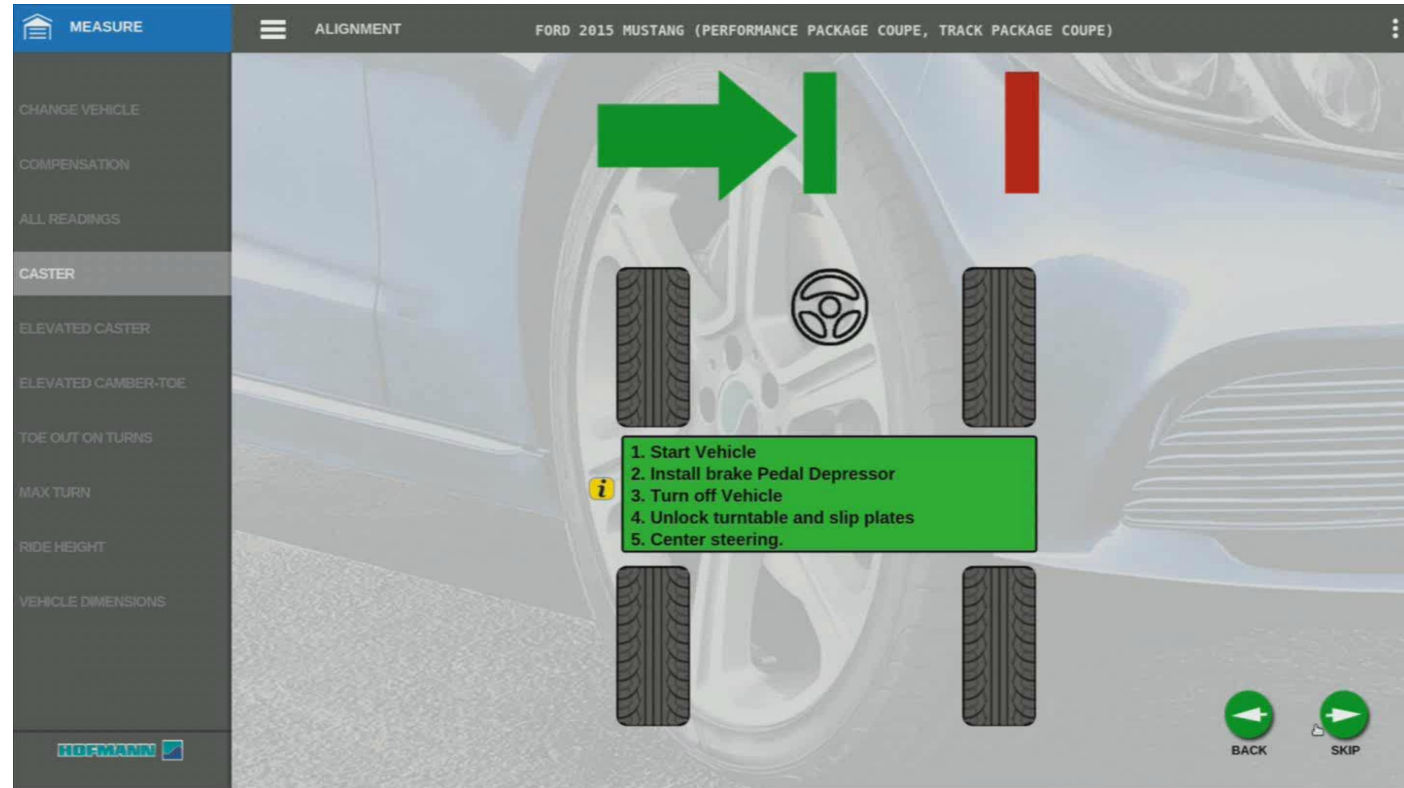 MEASURE
ALIGNMENT
FORD 2015 MUSTANG (PERFORMANCE PACKAGE COUPE, TRACK PACKAGE COUPE)
CHANGE VEHICLE
COMPENSATION
ALL READINGS
CASTER
ELEVATED CASTER
ELEVATED CAMBER-TOE
TOE OUT ON TURNS
MAX TURN
RIDE HEIGHT
VEHICLE DIMENSIONS
1. Start Vehicle
2. Install brake Pedal Depressor
3. Turn off Vehicle
4. Unlock turntable and slip plates
5. Center steering.
i
BACK
SKIP
HOFMANN